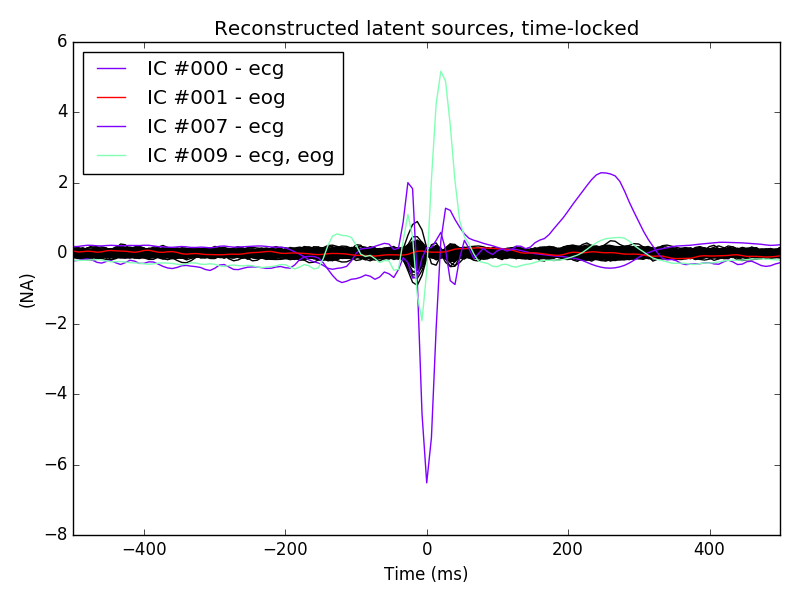 Reconstructed latent sources, time-locked
6
IC #000 - ecg
IC #001 - eog
IC #007 - ecg
IC #009 - ecg, eog
4
2
0
(NA)
−2
−4
−6
−8
−400 −200 0 200 400
Time (ms)